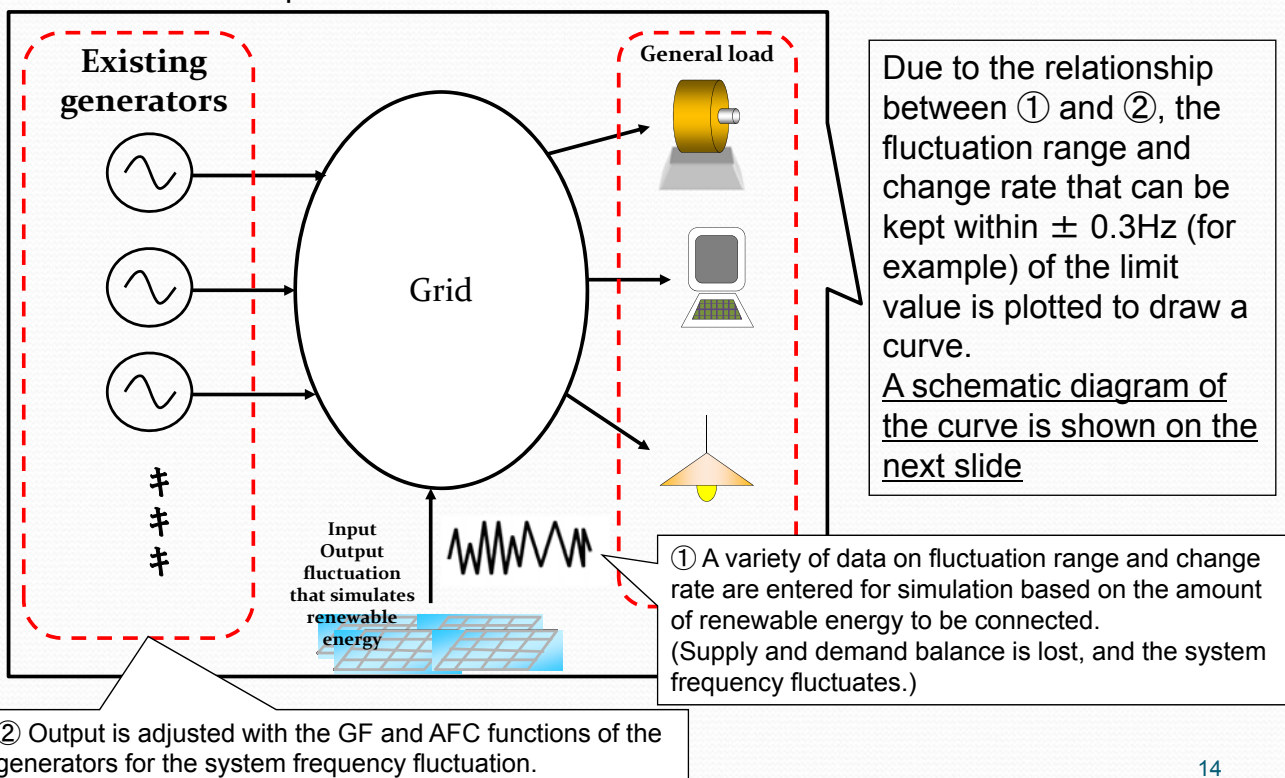 Existing
generators
General load
Grid
キ
キ
キ
Input
Output
fluctuation
that simulates
renewable
energy
Due to the relationship
between ① and ②, the
fluctuation range and
change rate that can be
kept within ± 0.3Hz (for
example) of the limit
value is plotted to draw a
curve.
A schematic diagram of
the curve is shown on the
next slide
① A variety of data on fluctuation range and change
rate are entered for simulation based on the amount
of renewable energy to be connected.
(Supply and demand balance is lost, and the system
frequency fluctuates.)
② Output is adjusted with the GF and AFC functions of the
generators for the system frequency fluctuation.
14